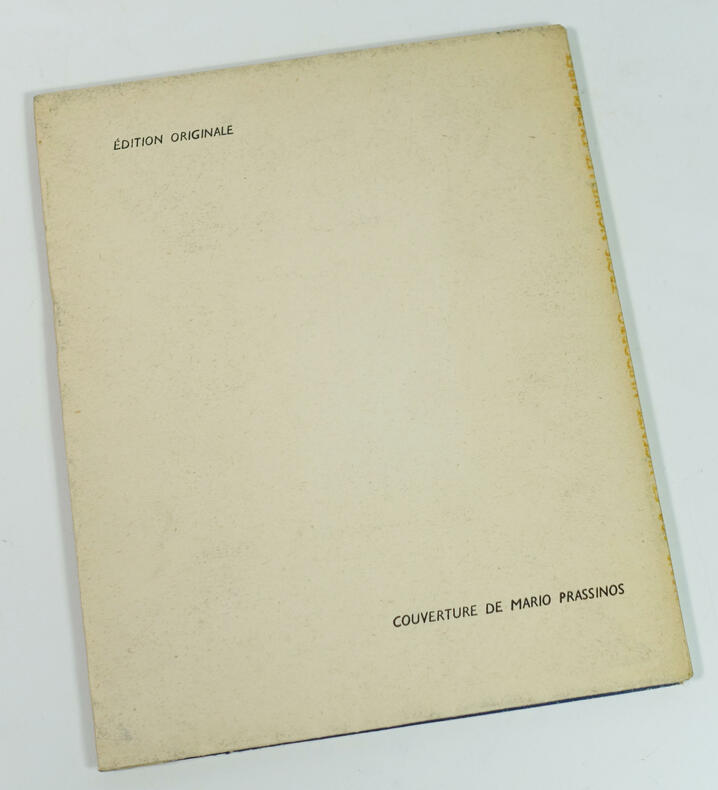 ÉDITION ORIGINALE
COUVERTURE DE MARIO PRASSINOS